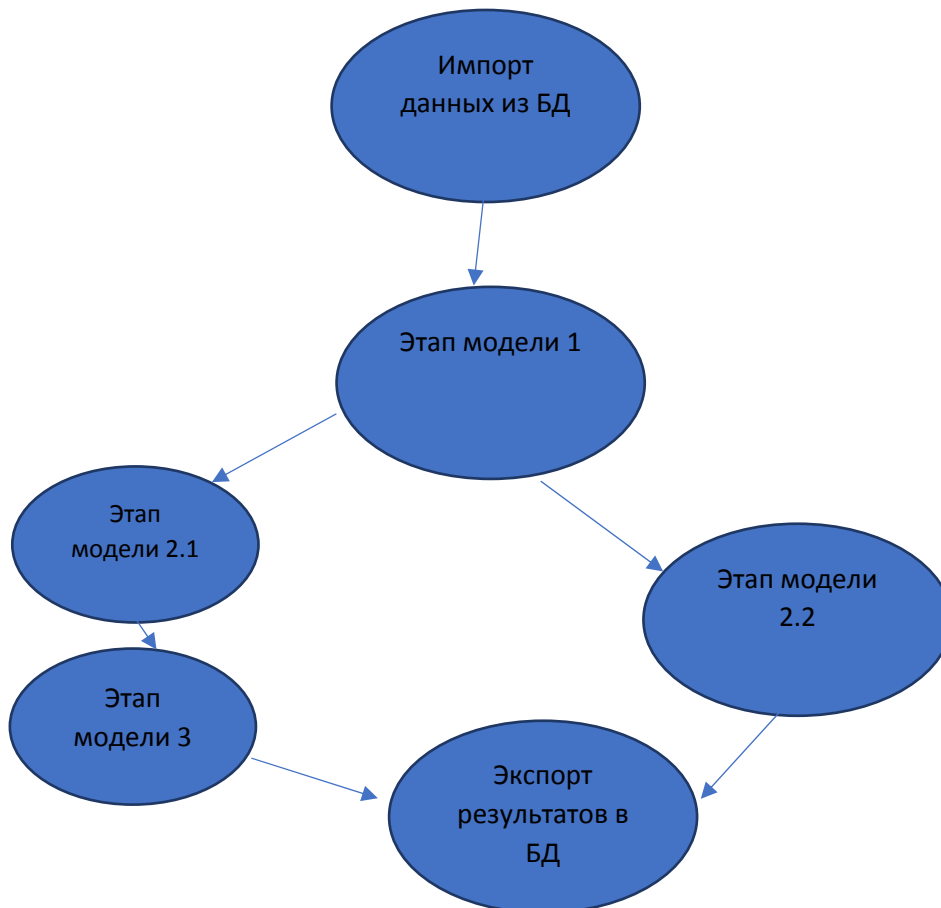 Импорт
данных из БД
Этап модели 1
Этап
модели 2.1
Этап модели
2.2
Этап
модели 3
Экспорт
результатов в
БД